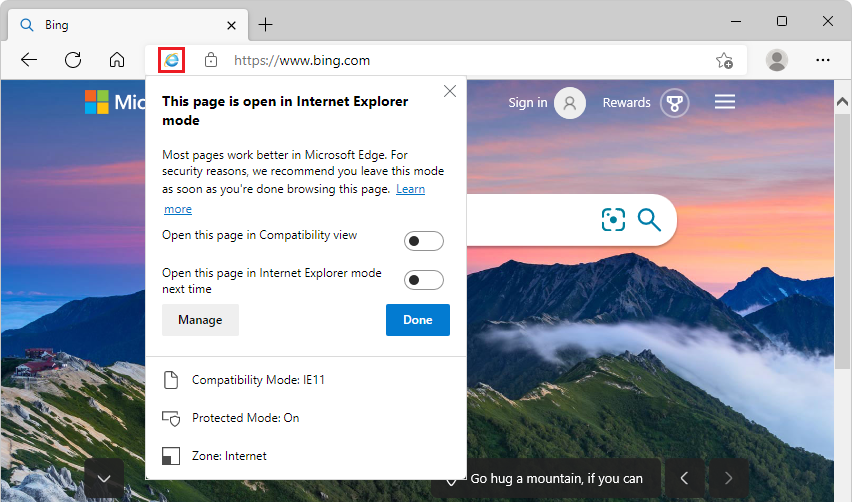 Bing
https://www.bing.com
Mic
Sign in
Rewards
This page is open in Internet Explorer
mode
Most pages work better in Microsoft Edge. For
security reasons, we recommend you leave this mode
as soon as you're done browsing this page. Learn
more
Open this page in Compatibility view
Open this page in Internet Explorer mode
next time
Manage
Done
Compatibility Mode: IE11
Protected Mode: On
Zone: Internet
Go hug a mountain, if you can